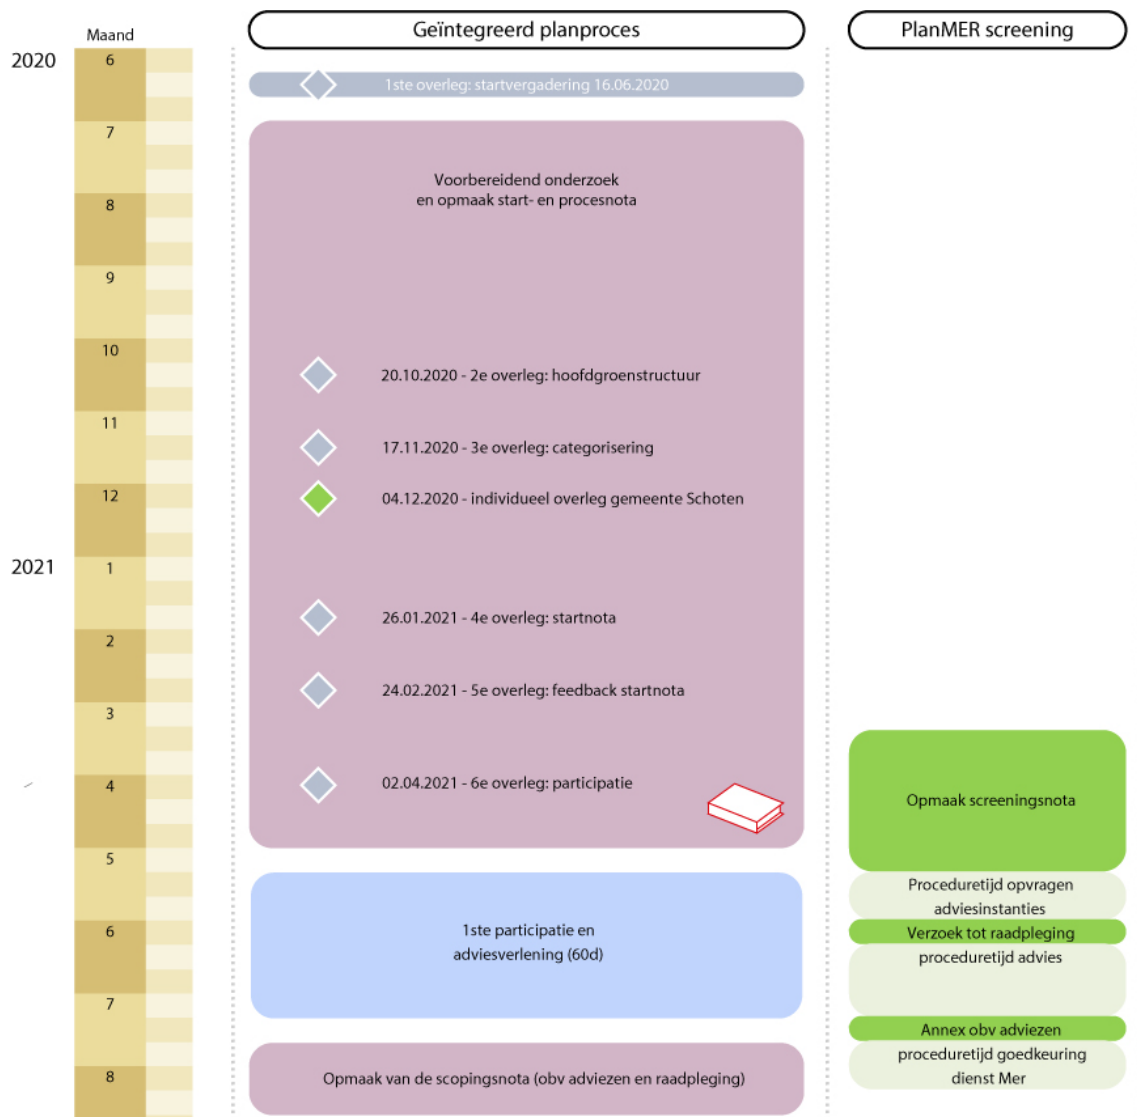 Maand
Geïntegreerd planproces
PlanMER screening
2020
6
1ste overleg: startvergadering 16.06.2020
7
Voorbereidend onderzoek
en opmaak start- en procesnota
8
9
10
20.10.2020 - 2e overleg: hoofdgroenstructuur
11
17.11.2020 - 3e overleg: categorisering
12
04.12.2020 - individueel overleg gemeente Schoten
2021
1
26.01.2021 - 4e overleg: startnota
2
24.02.2021 - 5e overleg: feedback startnota
3
4
02.04.2021 - 6e overleg: participatie
Opmaak screeningsnota
5
Proceduretijd opvragen
adviesinstanties
6
1ste participatie en
adviesverlening (60d)
Verzoek tot raadpleging
proceduretijd advies
7
Annex obv adviezen
proceduretijd goedkeuring
dienst Mer
8
Opmaak van de scopingsnota (obv adviezen en raadpleging)